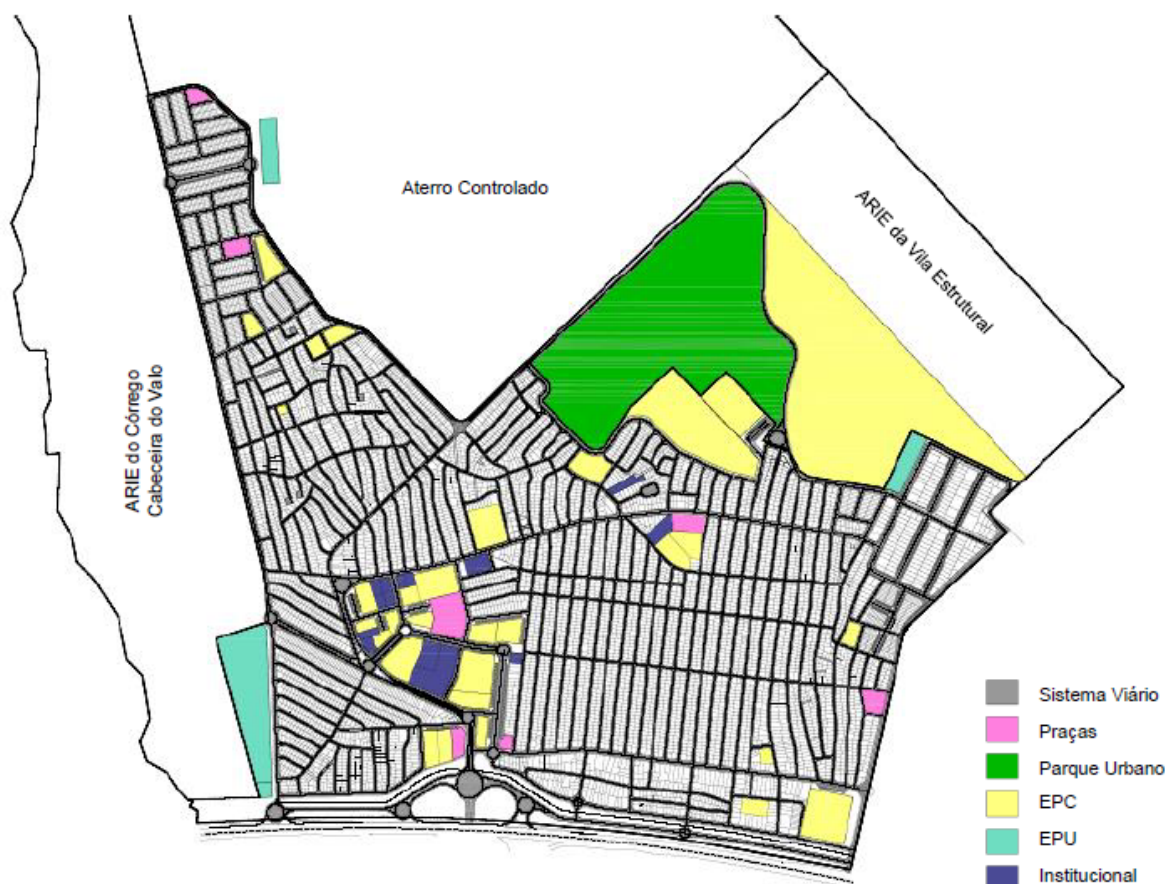 Aterro Controlado
ARIE da Vila Estrutural
ARIE do Córrego
Cabeceira do Valo
Sistema Viário
Praças
Parque Urbano
EPC
EPU
Institucional